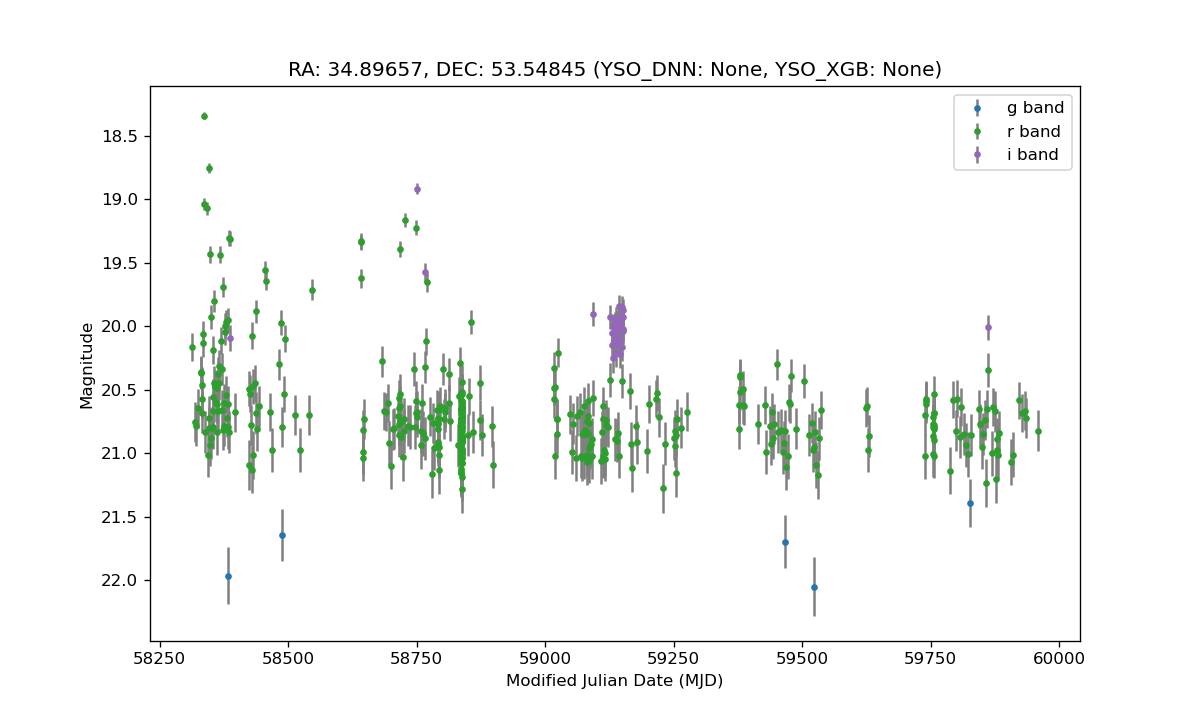 RA: 34.89657, DEC: 53.54845 (YSO_DNN: None, YSO_XGB: None)
g band
r band
i band
18.5
19.0
19.5
20.0
20.5
21.0
21.5
22.0
Magnitude
58250 58500 58750 59000 59250 59500 59750 60000
Modified Julian Date (MJD)